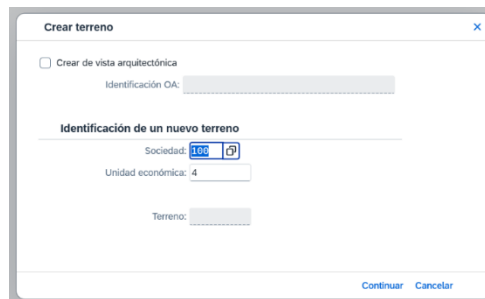 Crear terreno
Crear de vista arquitectónica
Identificación OA:
Identificación de un nuevo terreno
Sociedad: 100
Unidad económica: 4
Terreno:
Continuar Cancelar